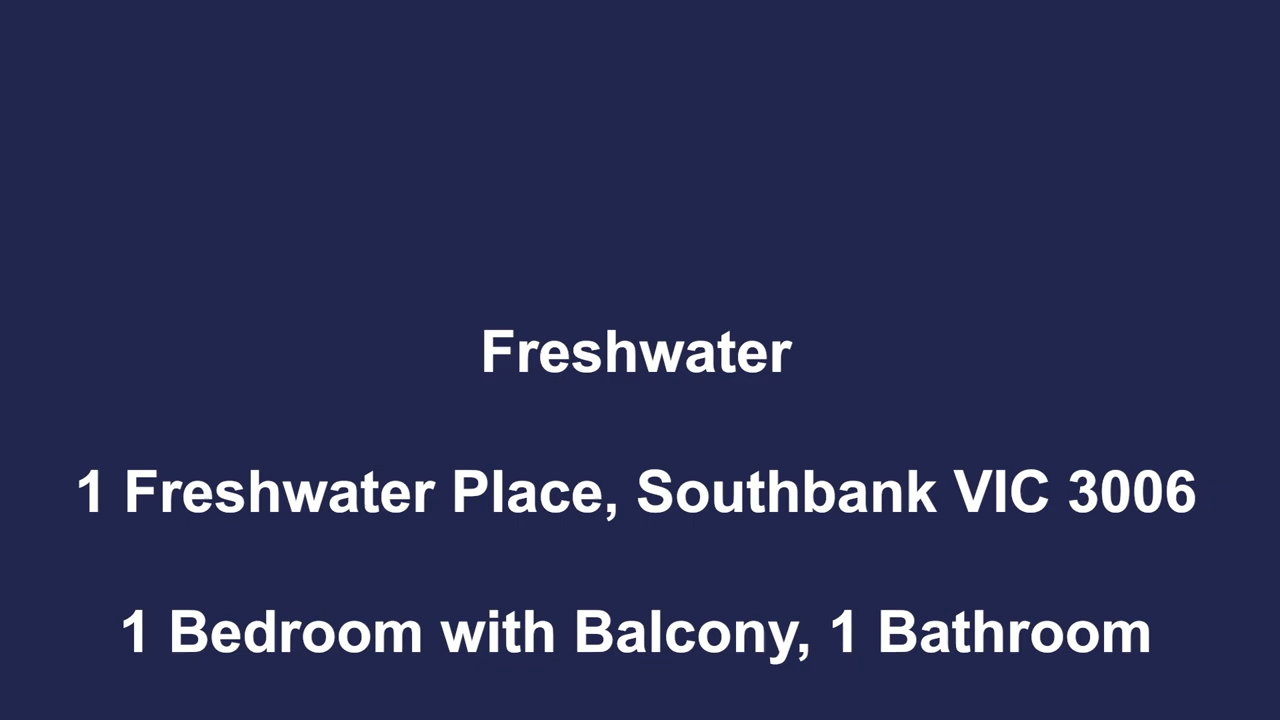 Freshwater
1 Freshwater Place, Southbank VIC 3006
1 Bedroom with Balcony, 1 Bathroom